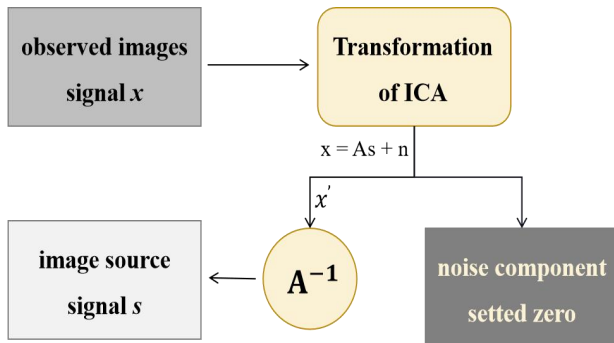 observed images
signal x
Transformation
of ICA
x = As + n
x'
image source
signal s
A⁻¹
noise component
setted zero